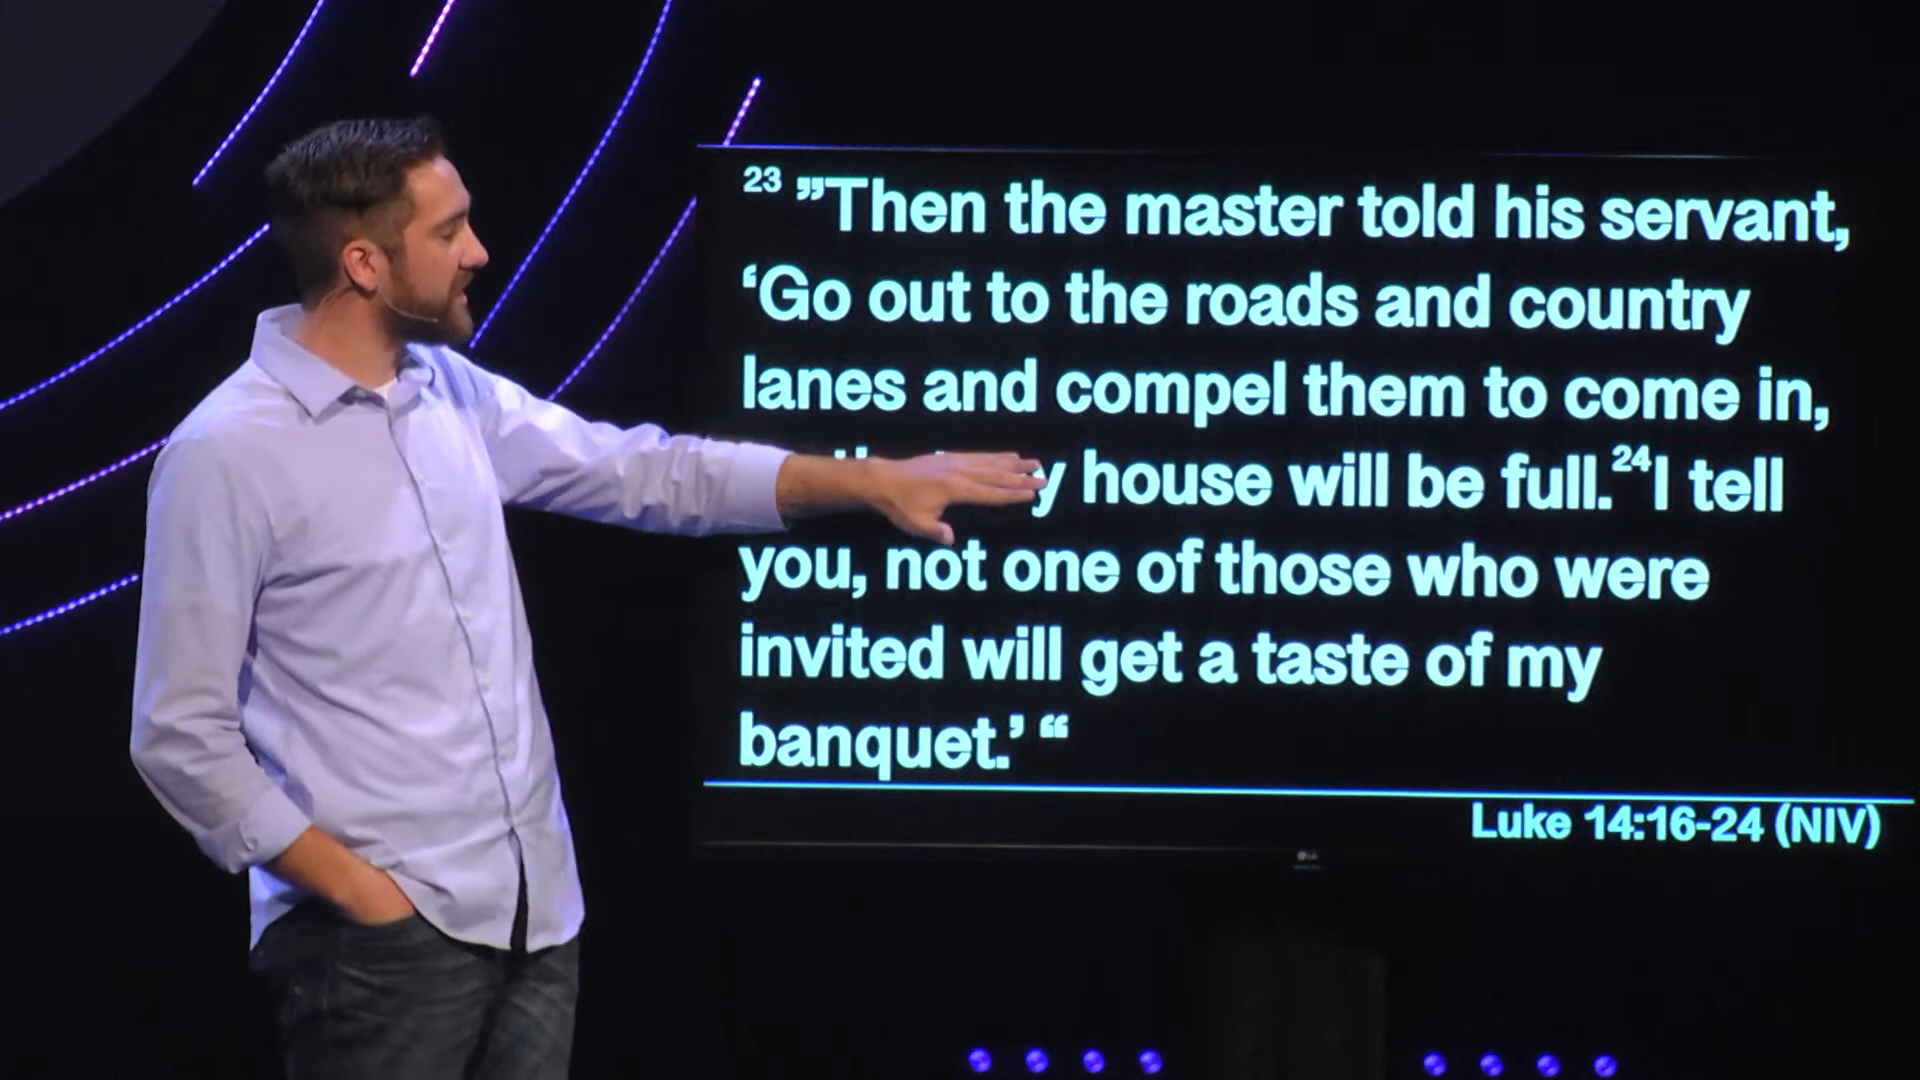 23 ”Then the master told his servant,
‘Go out to the roads and country
lanes and compel them to come in,
house will be full.24I tell
you, not one of those who were
invited will get a taste of my
banquet.’ “
Luke 14:16-24 (NIV)
LG